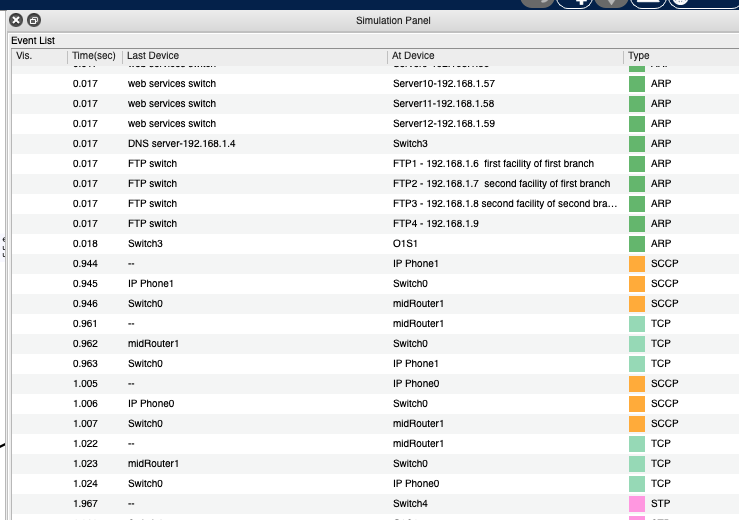 Simulation Panel
Event List
Vis. Time(sec) Last Device At Device Type
0.017 web services switch Server10-192.168.1.57 ARP
0.017 web services switch Server11-192.168.1.58 ARP
0.017 web services switch Server12-192.168.1.59 ARP
0.017 DNS server-192.168.1.4 Switch3 ARP
0.017 FTP switch FTP1 - 192.168.1.6 first facility of first branch ARP
0.017 FTP switch FTP2 - 192.168.1.7 second facility of first branch ARP
0.017 FTP switch FTP3 - 192.168.1.8 second facility of second bra... ARP
0.017 FTP switch FTP4 - 192.168.1.9 ARP
0.018 Switch3 O1S1 ARP
0.944 -- IP Phone1 SCCP
0.945 IP Phone1 Switch0 SCCP
0.946 Switch0 midRouter1 SCCP
0.961 -- midRouter1 TCP
0.962 midRouter1 Switch0 TCP
0.963 Switch0 IP Phone1 TCP
1.005 -- IP Phone0 SCCP
1.006 IP Phone0 Switch0 SCCP
1.007 Switch0 midRouter1 SCCP
1.022 -- midRouter1 TCP
1.023 midRouter1 Switch0 TCP
1.024 Switch0 IP Phone0 TCP
1.967 -- Switch4 STP